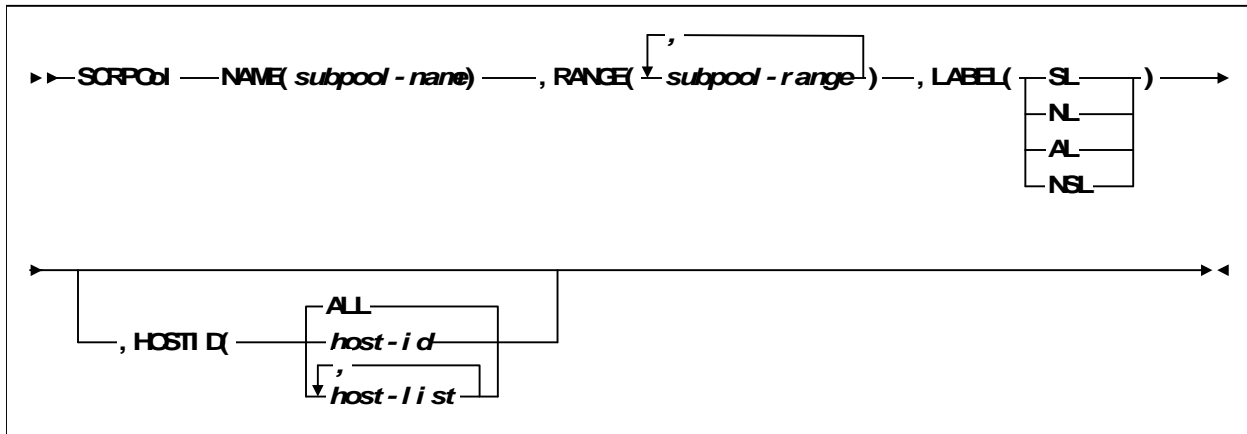 ,
SCRPOol NAME( subpool-name) , RANGE( subpool-range ) , LABEL( SL )
NL
AL
NSL
ALL
, HOSTID( host-id
,
host-list